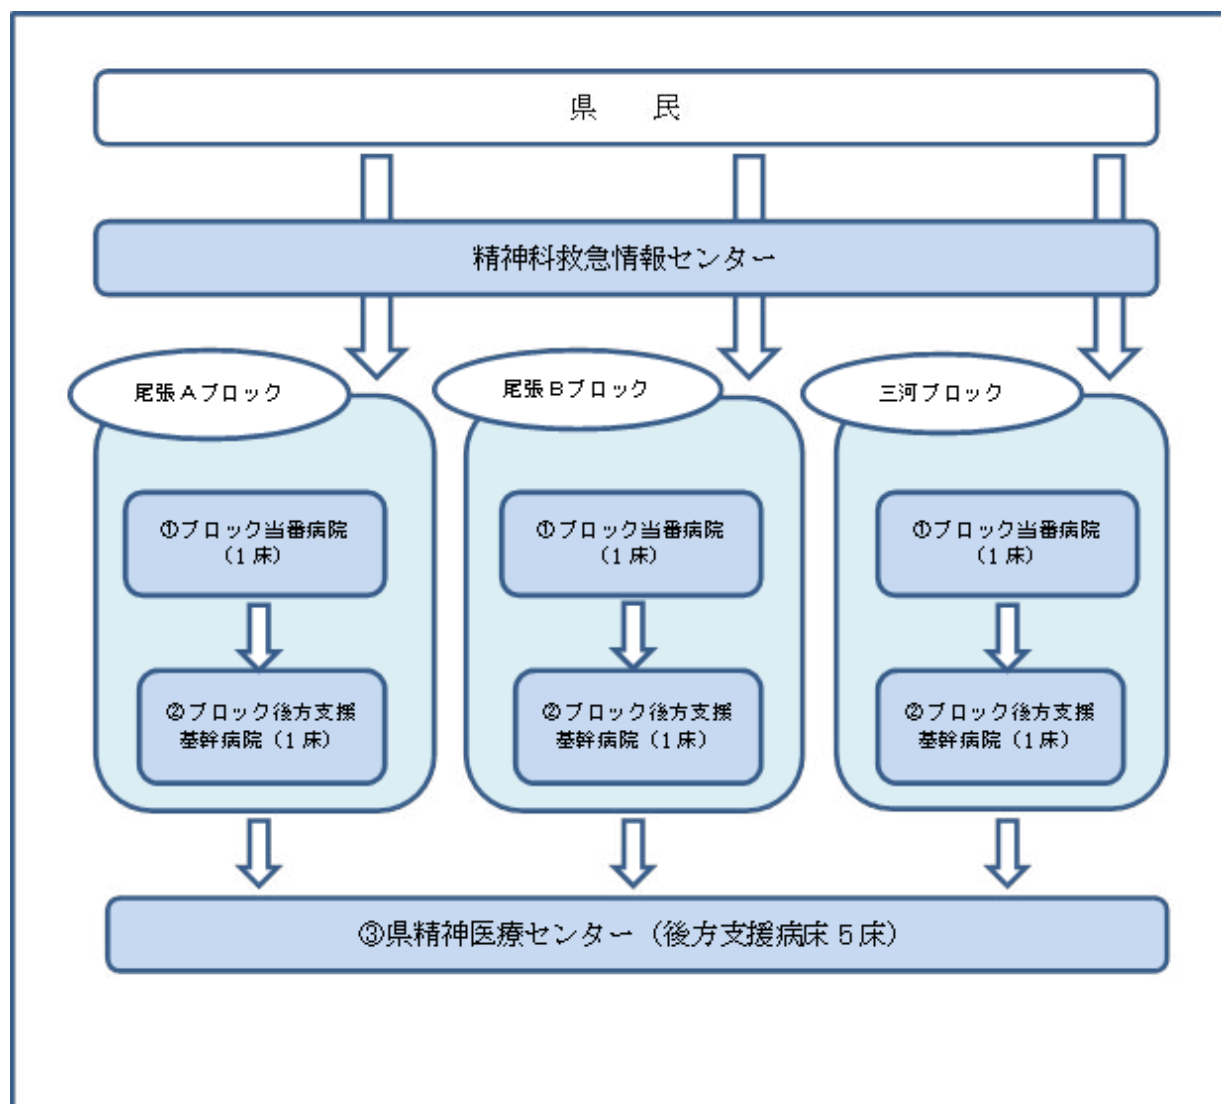 県　　民
精神科救急情報センター
尾張Ａブロック
尾張Ｂブロック
三河ブロック
①ブロック当番病院
（１床）
①ブロック当番病院
（１床）
①ブロック当番病院
（１床）
②ブロック後方支援
基幹病院（１床）
②ブロック後方支援
基幹病院（１床）
②ブロック後方支援
基幹病院（１床）
③県精神医療センター（後方支援病床５床）